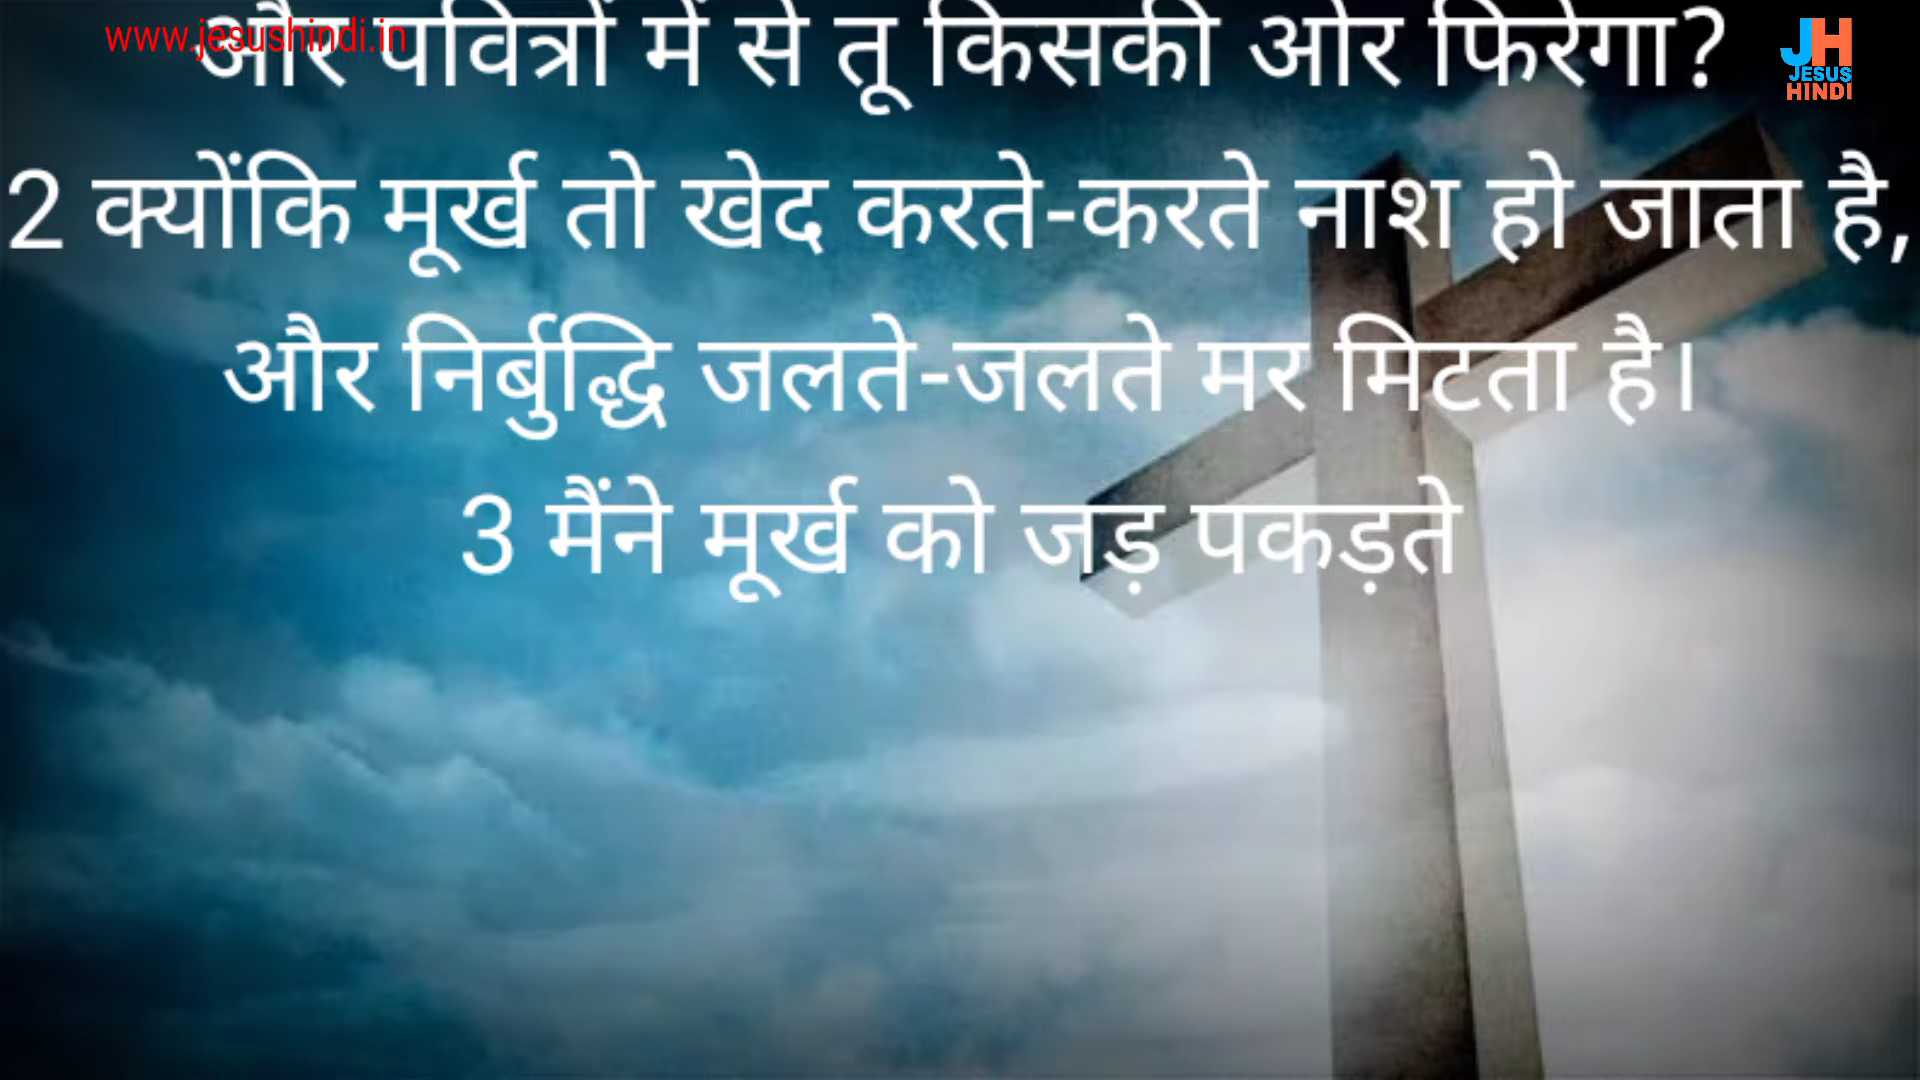 www.jesushindi.in
और पवित्रों में से तू किसकी ओर फिरेगा?
JH
JESUS
HINDI
2 क्योंकि मूर्ख तो खेद करते-करते नाश हो जाता है,
और निर्बुद्धि जलते-जलते मर मिटता है।
3 मैंने मूर्ख को जड़ पकड़ते